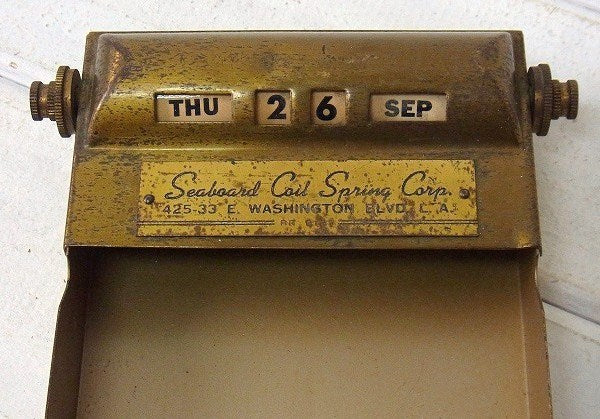 THU 2 6 SEP
Seaboard Coil Spring Corp.
425-33 E. WASHINGTON BLVD. L. A.